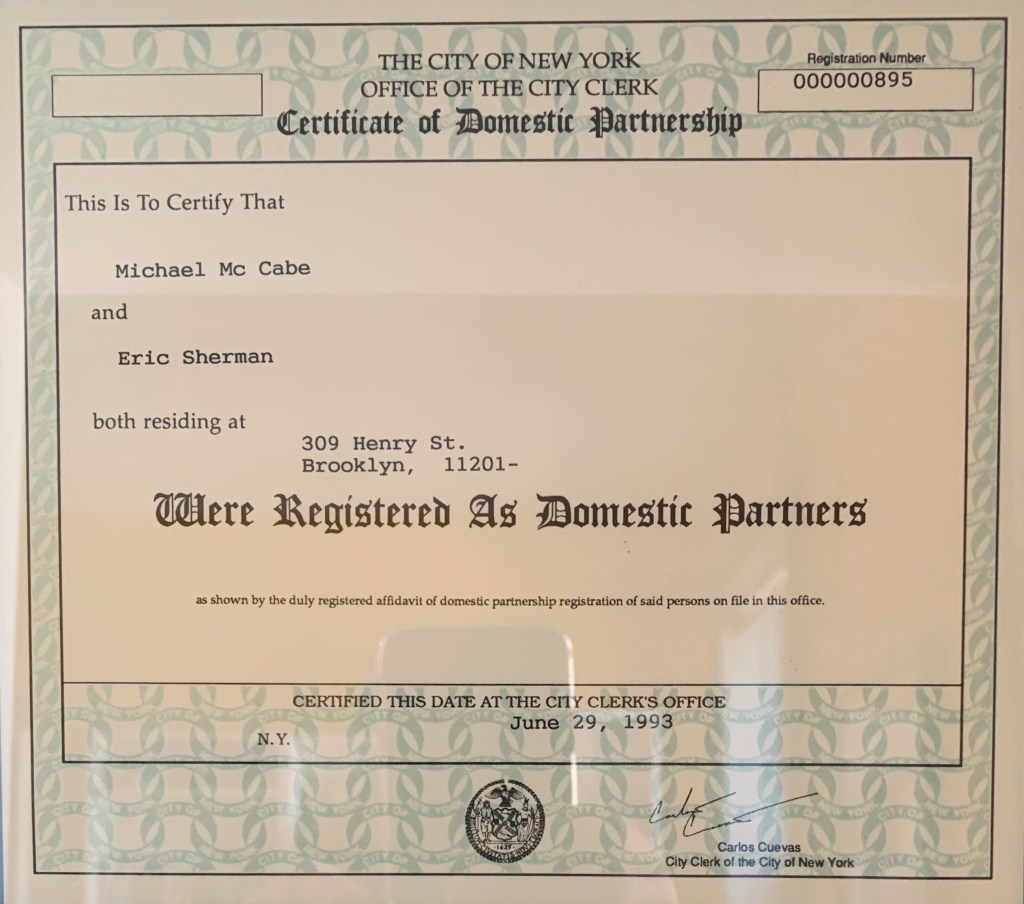 THE CITY OF NEW YORK
OFFICE OF THE CITY CLERK
Certificate of Domestic Partnership
Registration Number
000000895
This Is To Certify That
Michael Mc Cabe
and
Eric Sherman
both residing at
309 Henry St.
Brooklyn, 11201-
Were Registered As Domestic Partners
as shown by the duly registered affidavit of domestic partnership registration of said persons on file in this office.
CERTIFIED THIS DATE AT THE CITY CLERK'S OFFICE
June 29, 1993
N.Y.
Carlos Cuevas
City Clerk of the City of New York